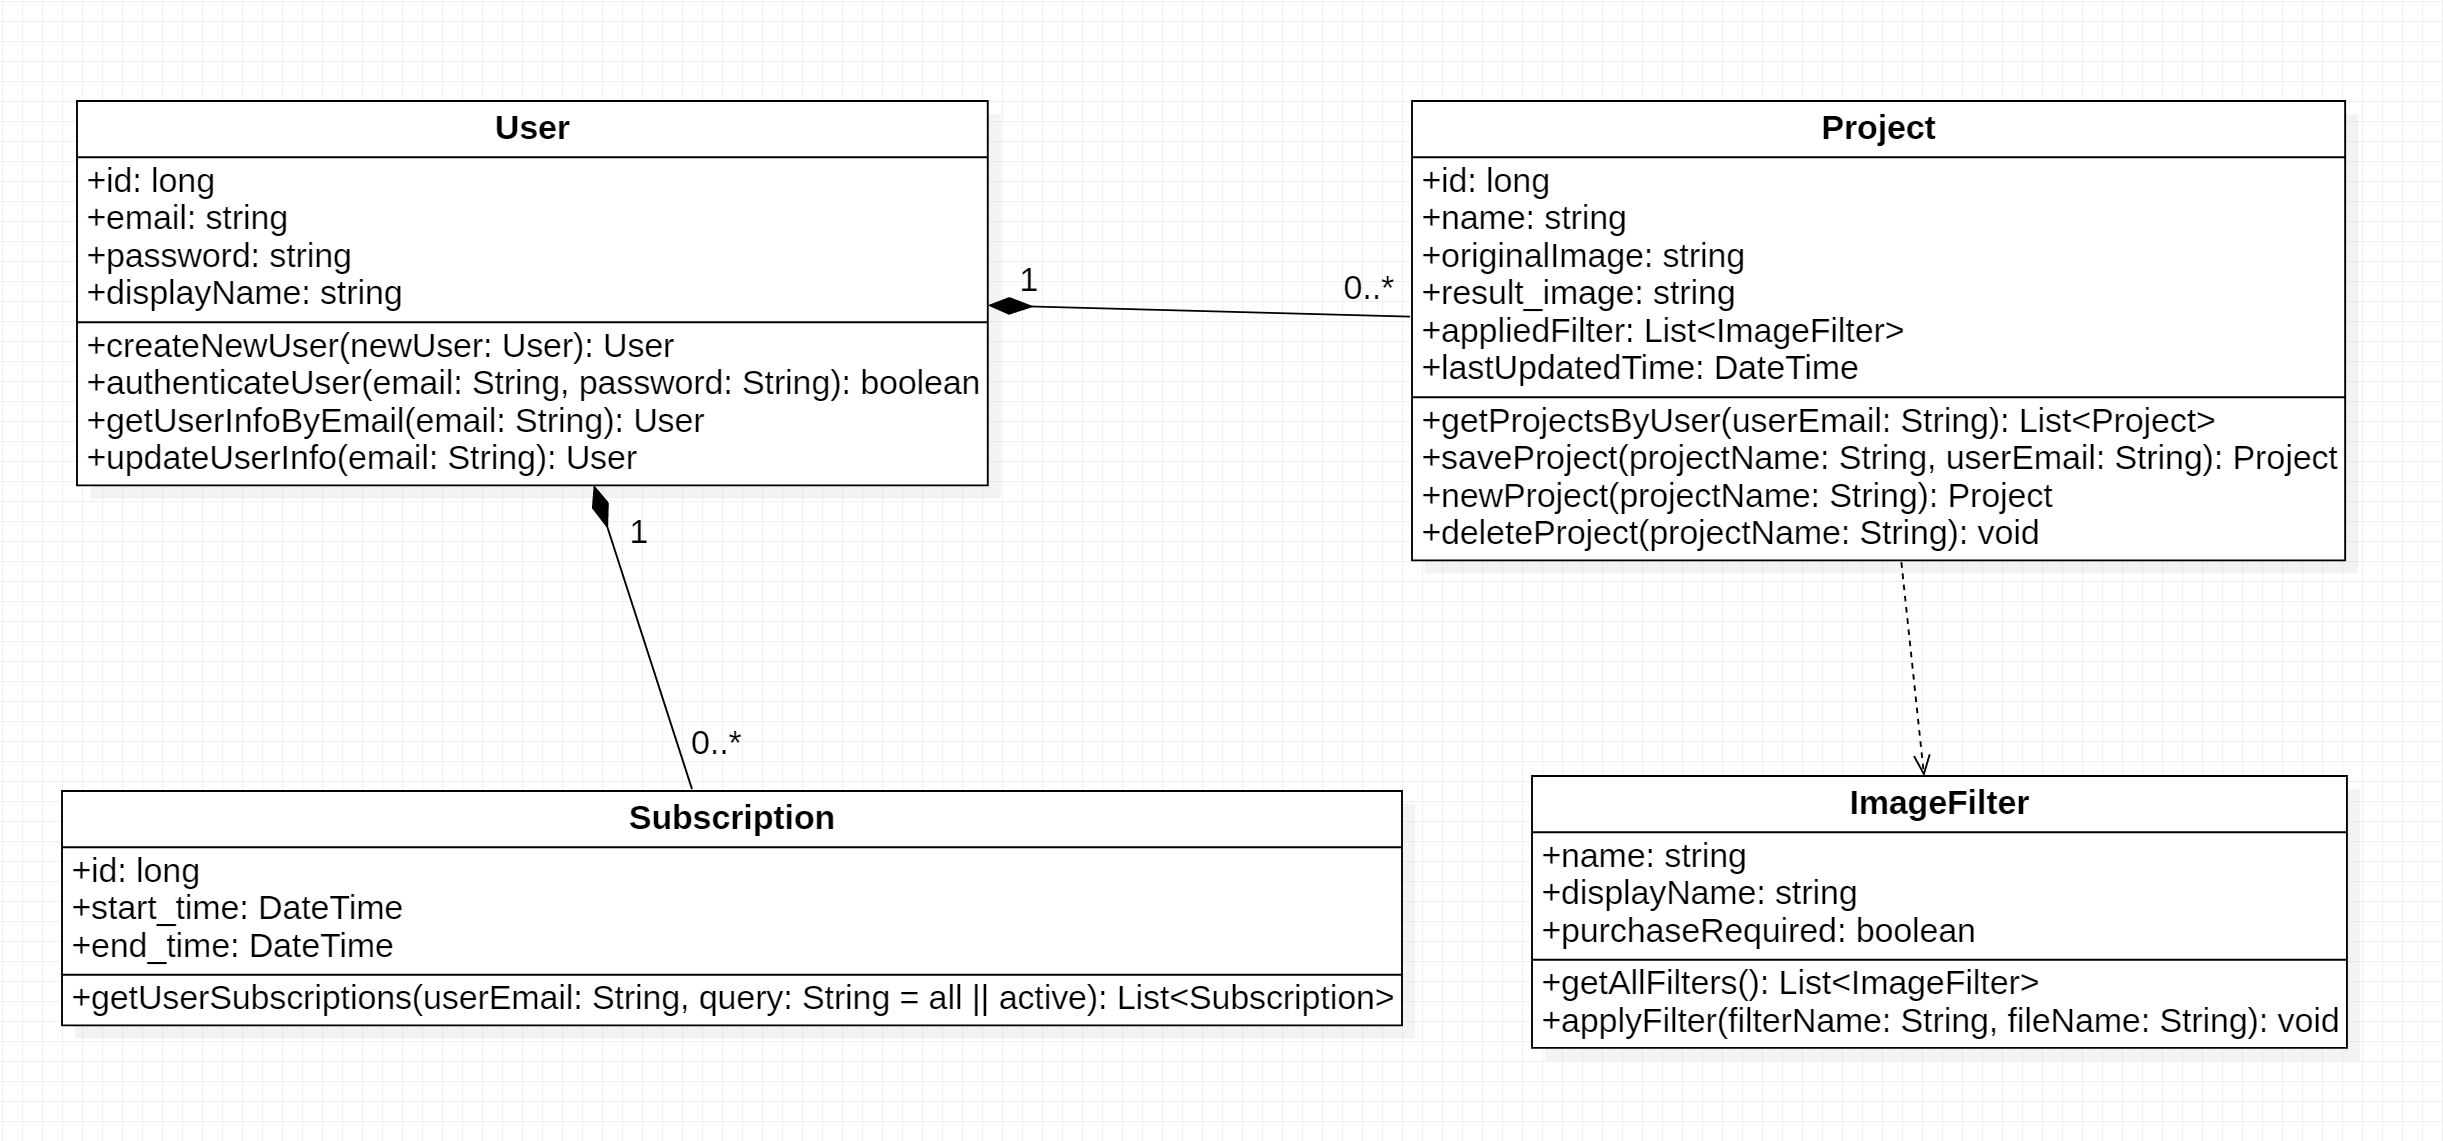 User
+id: long
+email: string
+password: string
+displayName: string
+createNewUser(newUser: User): User
+authenticateUser(email: String, password: String): boolean
+getUserInfoByEmail(email: String): User
+updateUserInfo(email: String): User
1
0..*
Project
+id: long
+name: string
+originalImage: string
+result_image: string
+appliedFilter: List<ImageFilter>
+lastUpdatedTime: DateTime
+getProjectsByUser(userEmail: String): List<Project>
+saveProject(projectName: String, userEmail: String): Project
+newProject(projectName: String): Project
+deleteProject(projectName: String): void
1
0..*
Subscription
+id: long
+start_time: DateTime
+end_time: DateTime
+getUserSubscriptions(userEmail: String, query: String = all || active): List<Subscription>
ImageFilter
+name: string
+displayName: string
+purchaseRequired: boolean
+getAllFilters(): List<ImageFilter>
+applyFilter(filterName: String, fileName: String): void